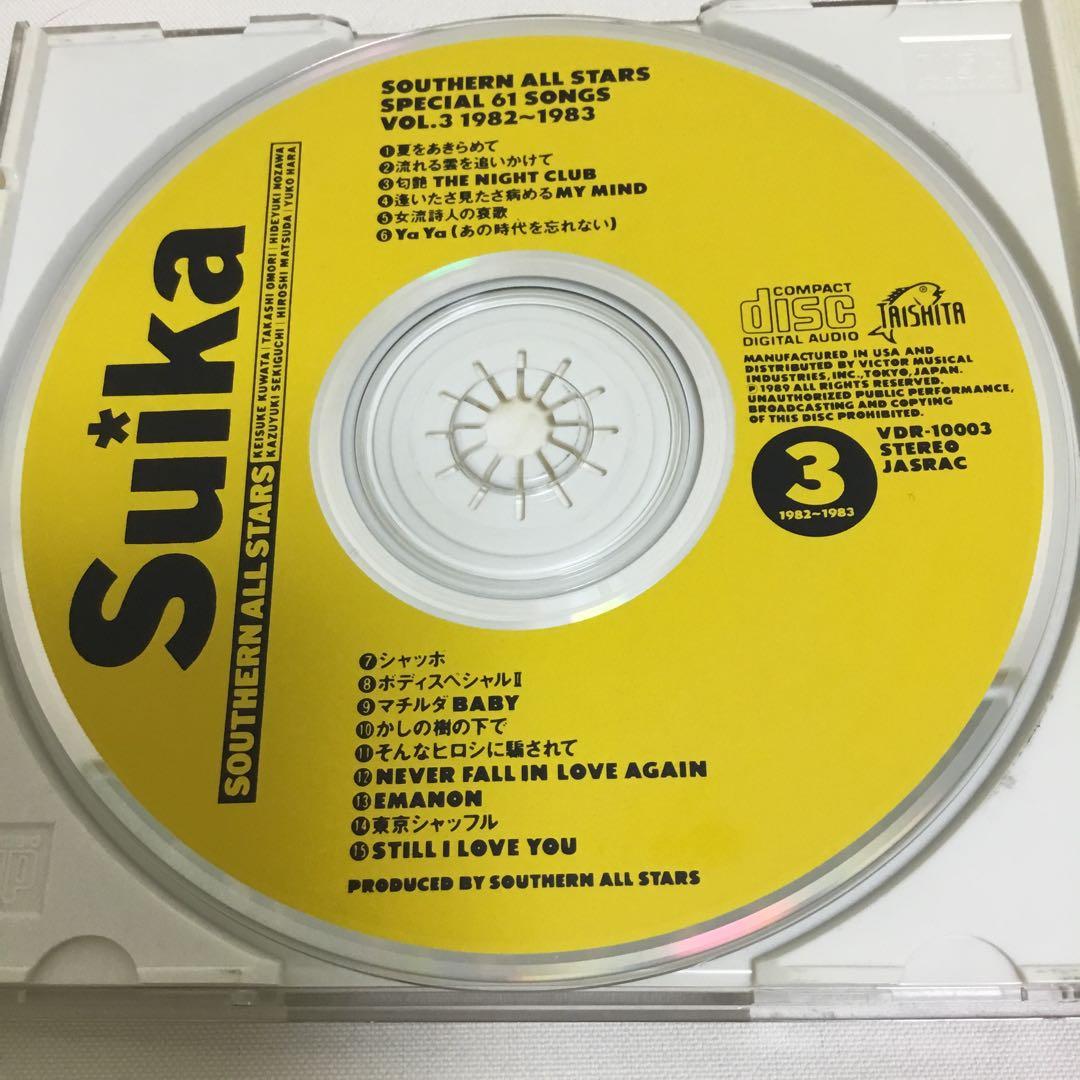 SOUTHERN ALL STARS
SPECIAL 61 SONGS
VOL.3 1982~1983
①夏をあきらめて
②流れる雲を追いかけて
③匂艶 THE NIGHT CLUB
④逢いたさ見たさ病める MY MIND
⑤女流詩人の哀歌
⑥Ya Ya (あの時代を忘れない)
Suika
SOUTHERN ALL STARS
KEISUKE KUWATA | TAKASHI OMORI | HIDEYUKI NOZAWA
KAZUYUKI SEKIGUCHI | HIROSHI MATSUDA | YUKO HARA
COMPACT
disc
DIGITAL AUDIO
TAISHITA
MANUFACTURED IN USA AND
DISTRIBUTED BY VICTOR MUSICAL
INDUSTRIES, INC., TOKYO, JAPAN.
℗ 1989 ALL RIGHTS RESERVED.
UNAUTHORIZED PUBLIC PERFORMANCE,
BROADCASTING AND COPYING
OF THIS DISC PROHIBITED.
3
1982~1983
VDR-10003
STEREO
JASRAC
⑦シャッポ
⑧ボディスペシャルⅡ
⑨マチルダ BABY
⑩かしの樹の下で
⑪そんなヒロシに騙されて
⑫NEVER FALL IN LOVE AGAIN
⑬EMANON
⑭東京シャッフル
⑮STILL I LOVE YOU
PRODUCED BY SOUTHERN ALL STARS